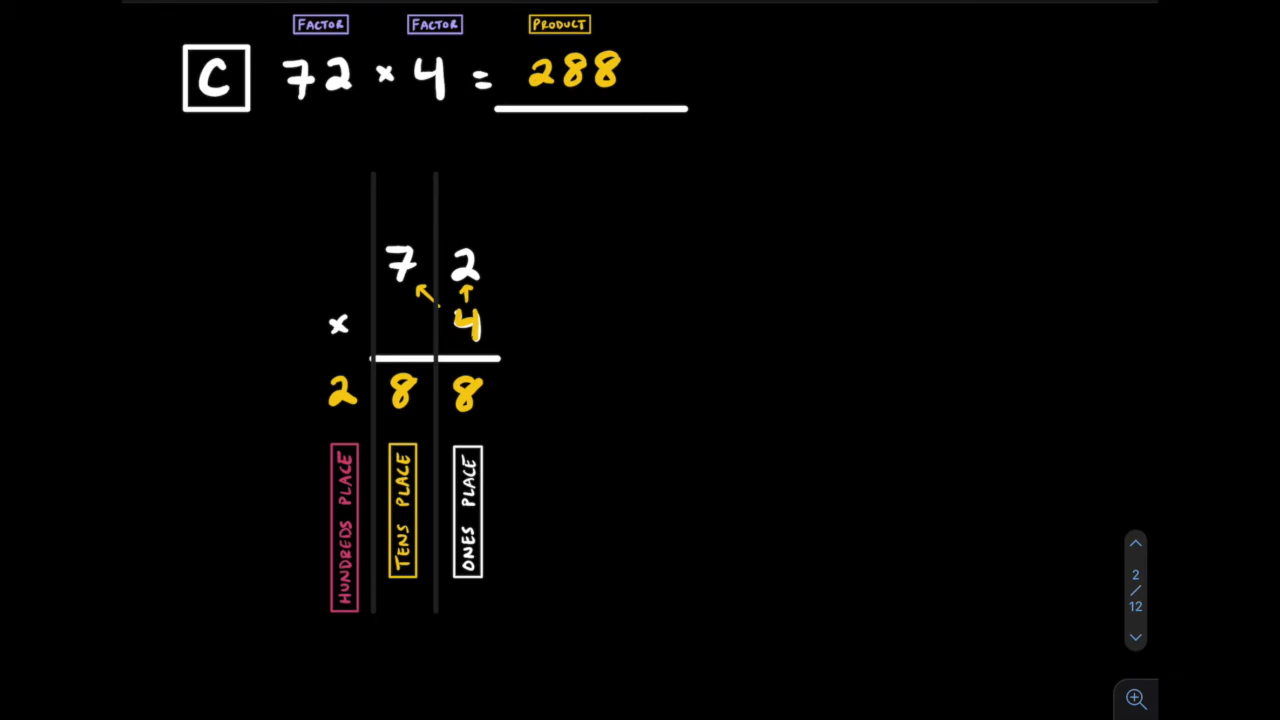 FACTOR FACTOR PRODUCT
C 72 × 4 = 288
7 2
× 4
2 8 8
HUNDREDS PLACE
TENS PLACE
ONES PLACE
2
/
12